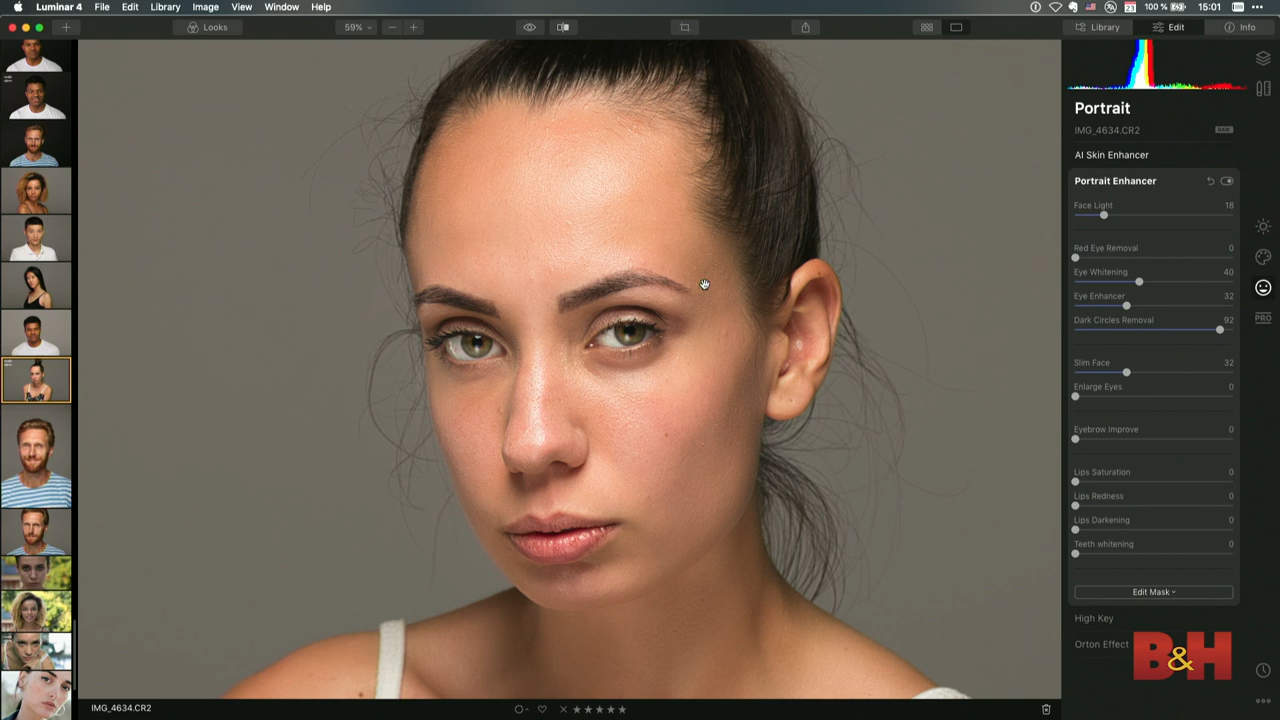 Luminar 4 File Edit Library Image View Window Help 23 100 % 15:01
Looks 59% Library Edit Info
Portrait
IMG_4634.CR2 RAW
AI Skin Enhancer
Portrait Enhancer
Face Light 18
Red Eye Removal 0
Eye Whitening 40
Eye Enhancer 32
Dark Circles Removal 92
Slim Face 32
Enlarge Eyes 0
Eyebrow Improve 0
Lips Saturation 0
Lips Redness 0
Lips Darkening 0
Teeth whitening 0
Edit Mask
High Key
Orton Effect
PRO
B&H
IMG_4634.CR2